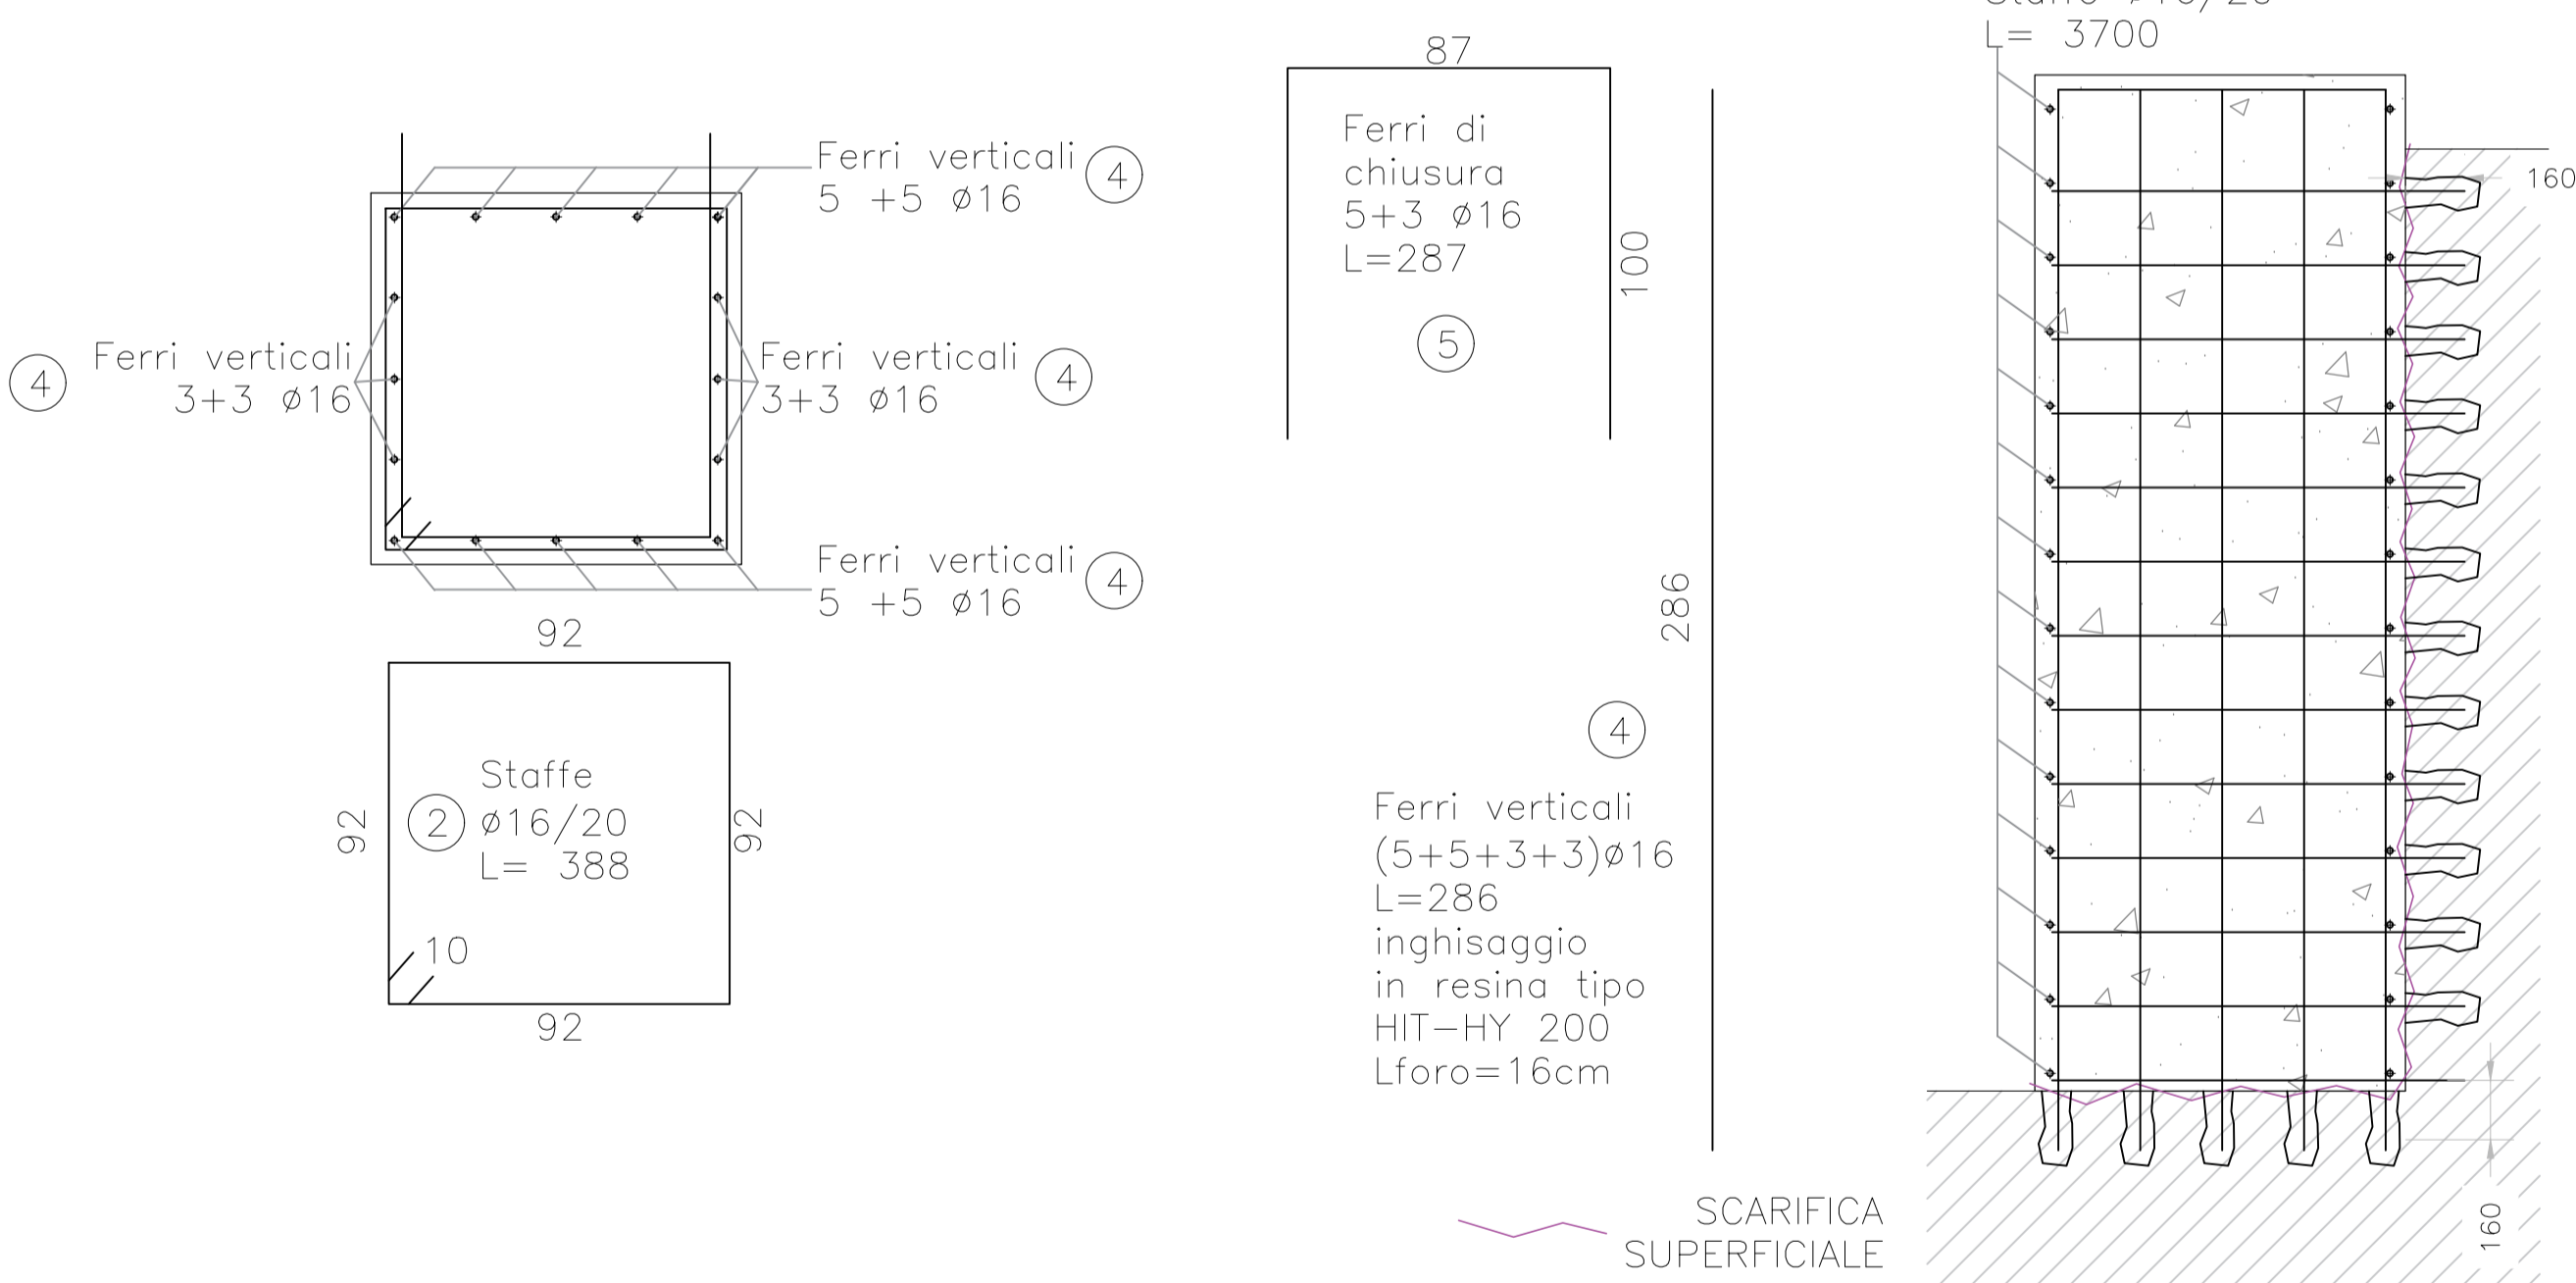 Ferri verticali
5 +5 ø16
4
4
Ferri verticali
3+3 ø16
Ferri verticali
3+3 ø16
4
Ferri verticali
5 +5 ø16
4
92
92
2
Staffe
ø16/20
L= 388
92
10
92
87
Ferri di
chiusura
5+3 ø16
L=287
5
100
286
4
Ferri verticali
(5+5+3+3)ø16
L=286
inghisaggio
in resina tipo
HIT-HY 200
Lforo=16cm
SCARIFICA
SUPERFICIALE
L= 3700
160
160